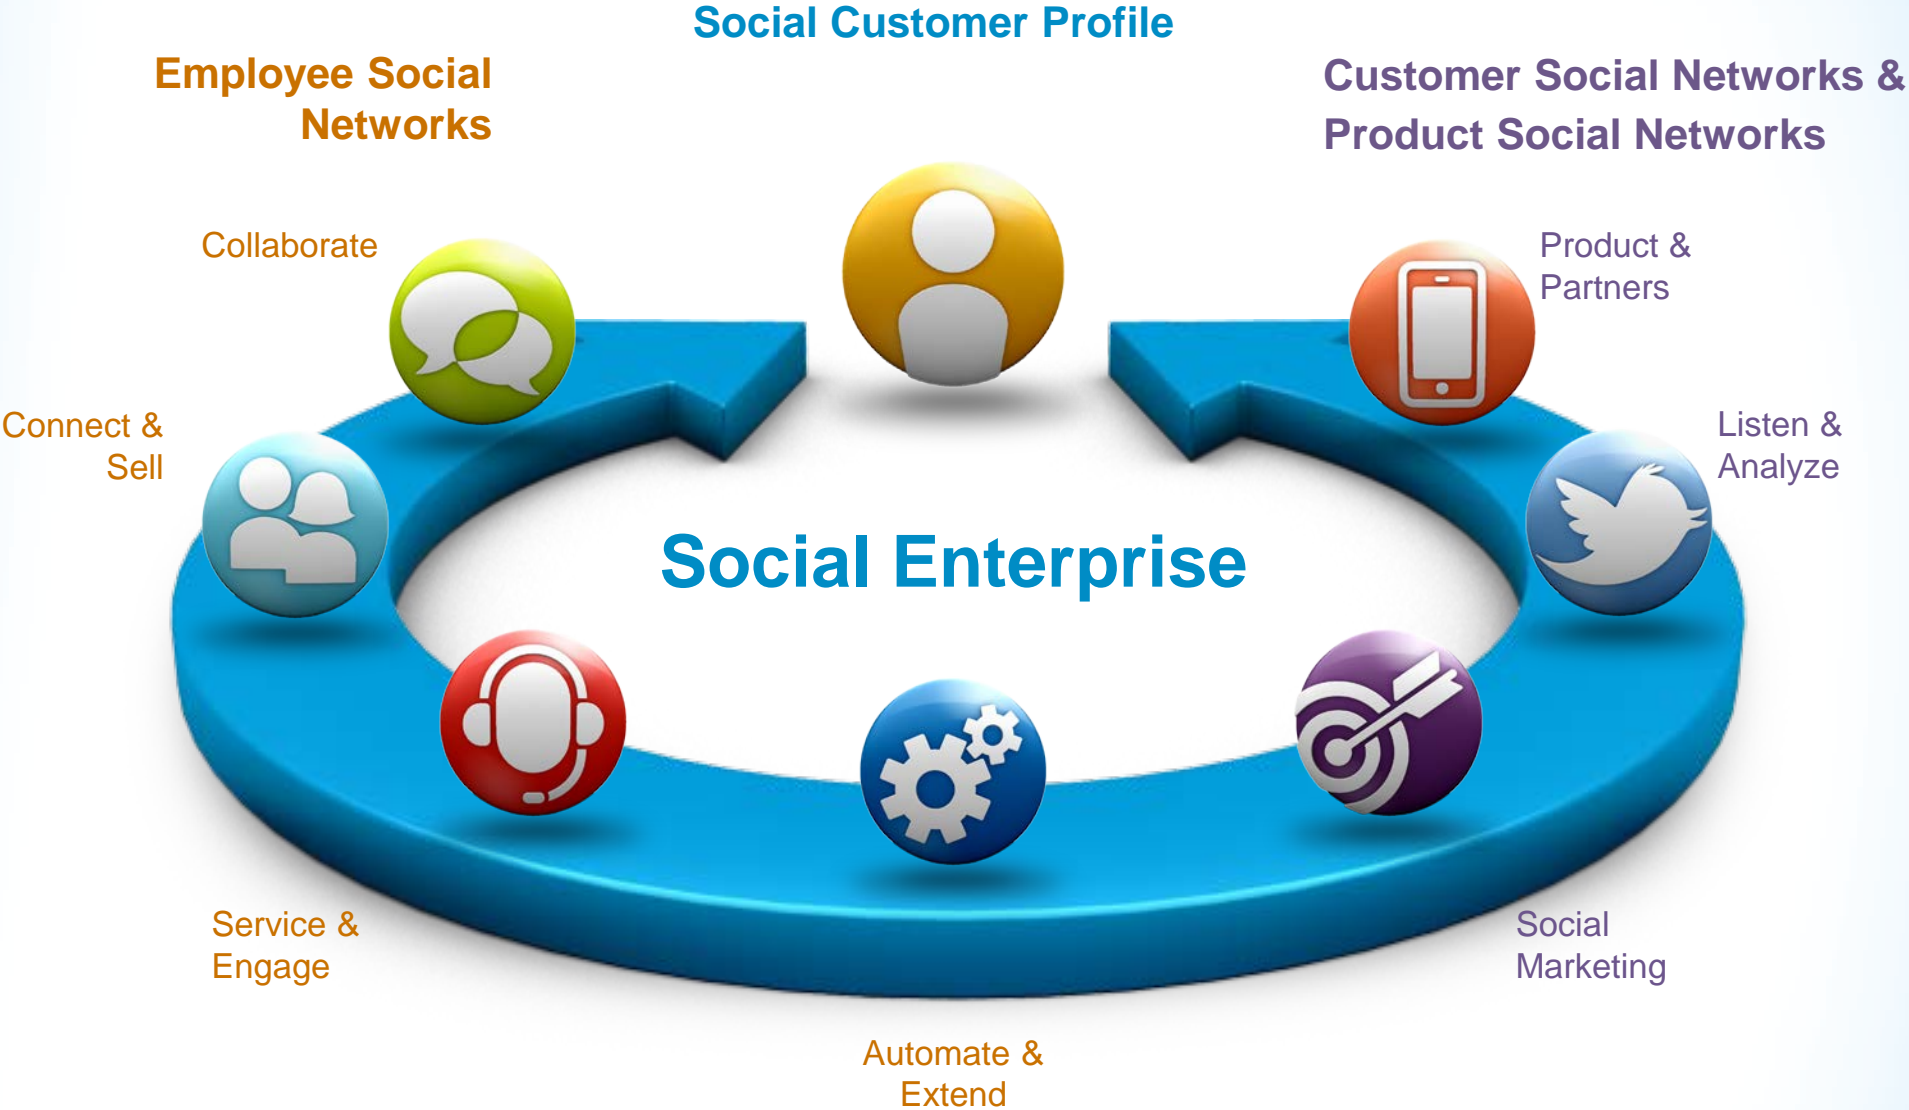 Social Customer Profile
Employee Social
Networks
Customer Social Networks &
Product Social Networks
Collaborate
Product &
Partners
Connect &
Sell
Listen &
Analyze
Social Enterprise
Service &
Engage
Social
Marketing
Automate &
Extend